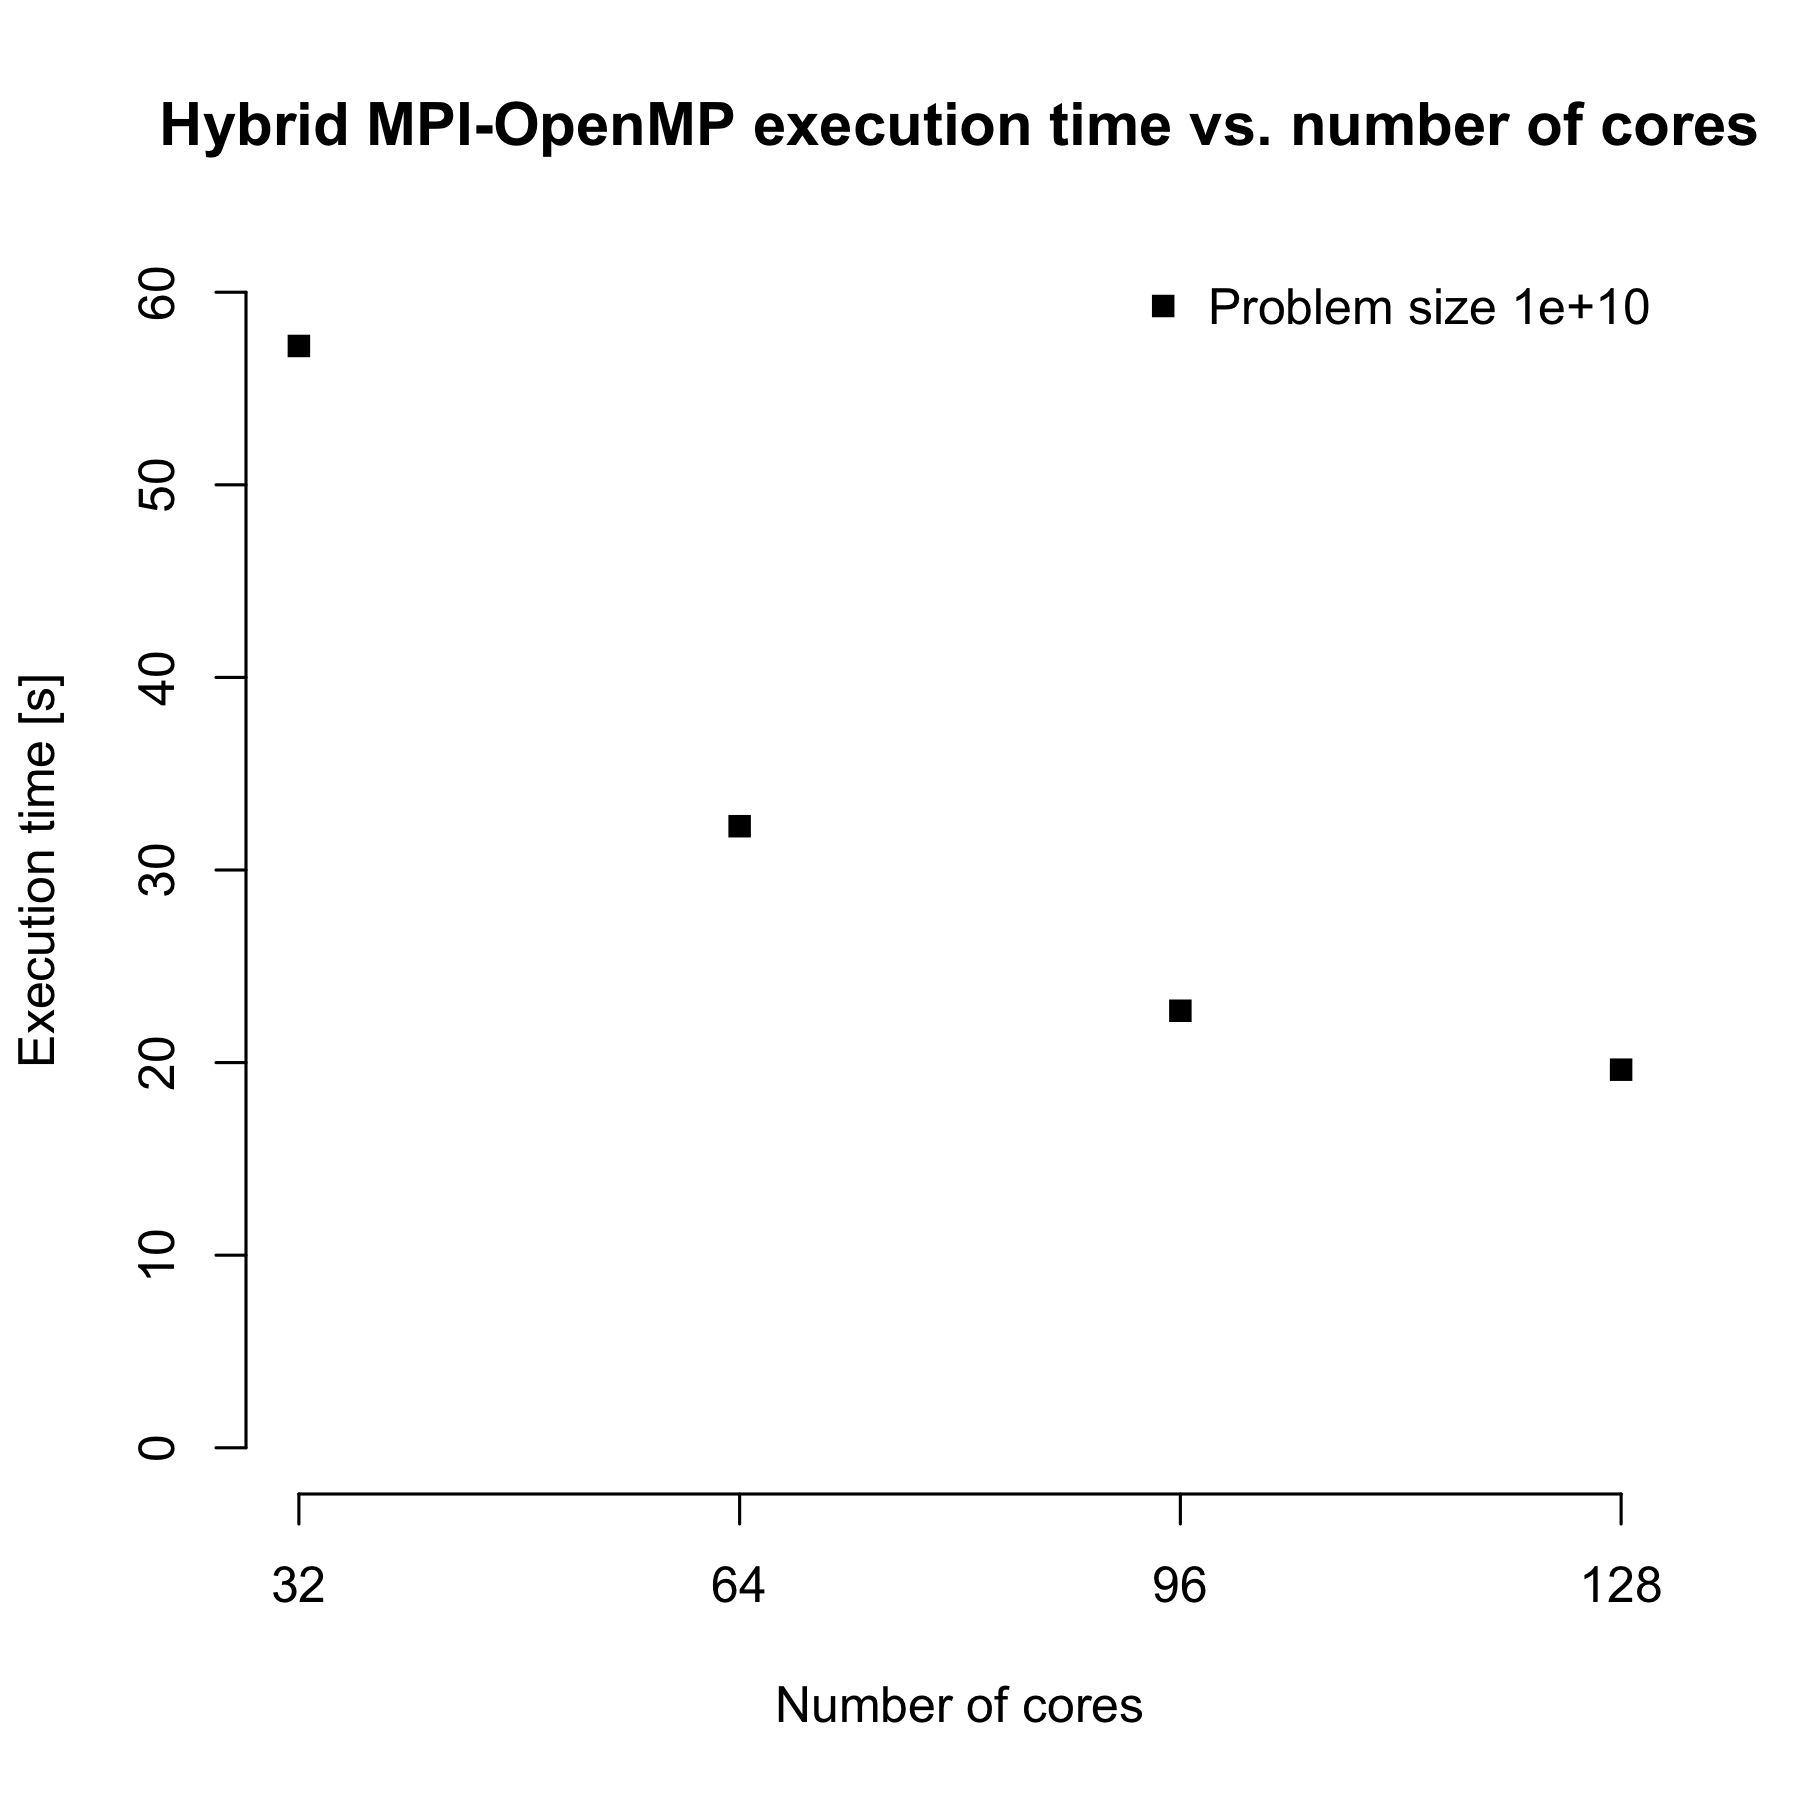 Hybrid MPI-OpenMP execution time vs. number of cores
Problem size 1e+10
60
50
40
30
20
10
0
Execution time [s]
32 64 96 128
Number of cores